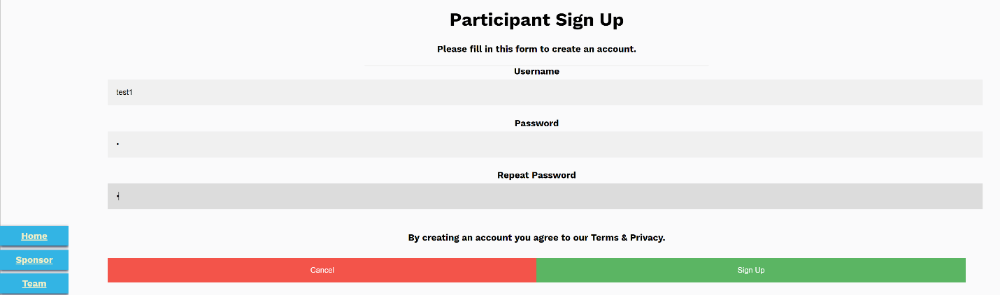 Participant Sign Up
Please fill in this form to create an account.
Username
test1
Password
•
Repeat Password
•
Home
By creating an account you agree to our Terms & Privacy.
Sponsor
Cancel
Sign Up
Team